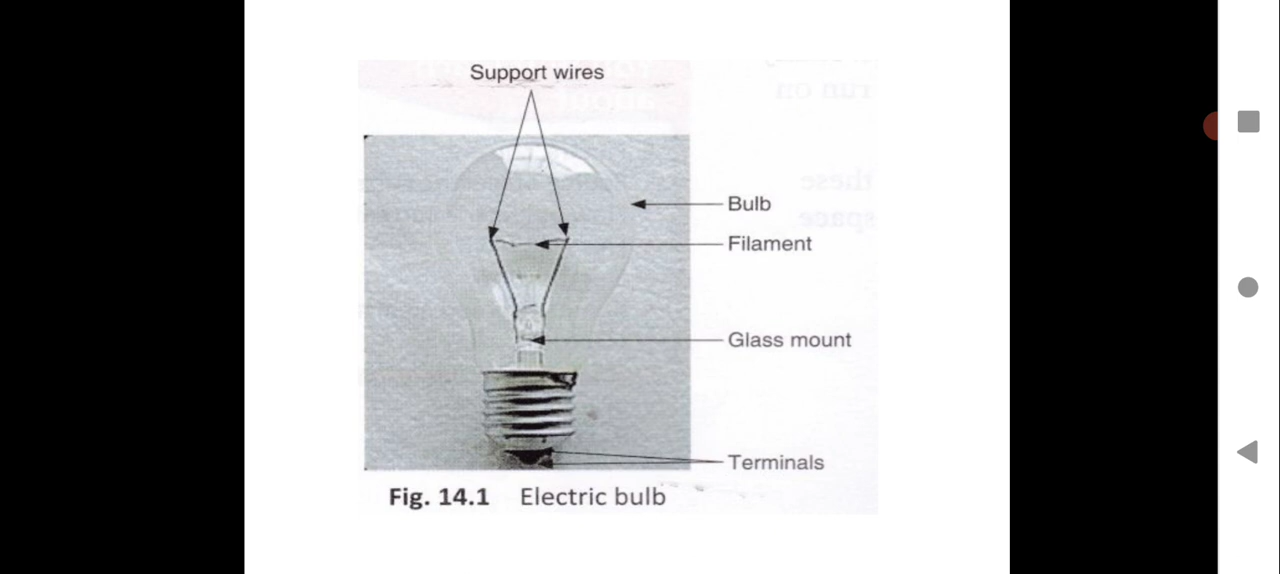 Support wires
Bulb
Filament
Glass mount
Terminals
Fig. 14.1 Electric bulb